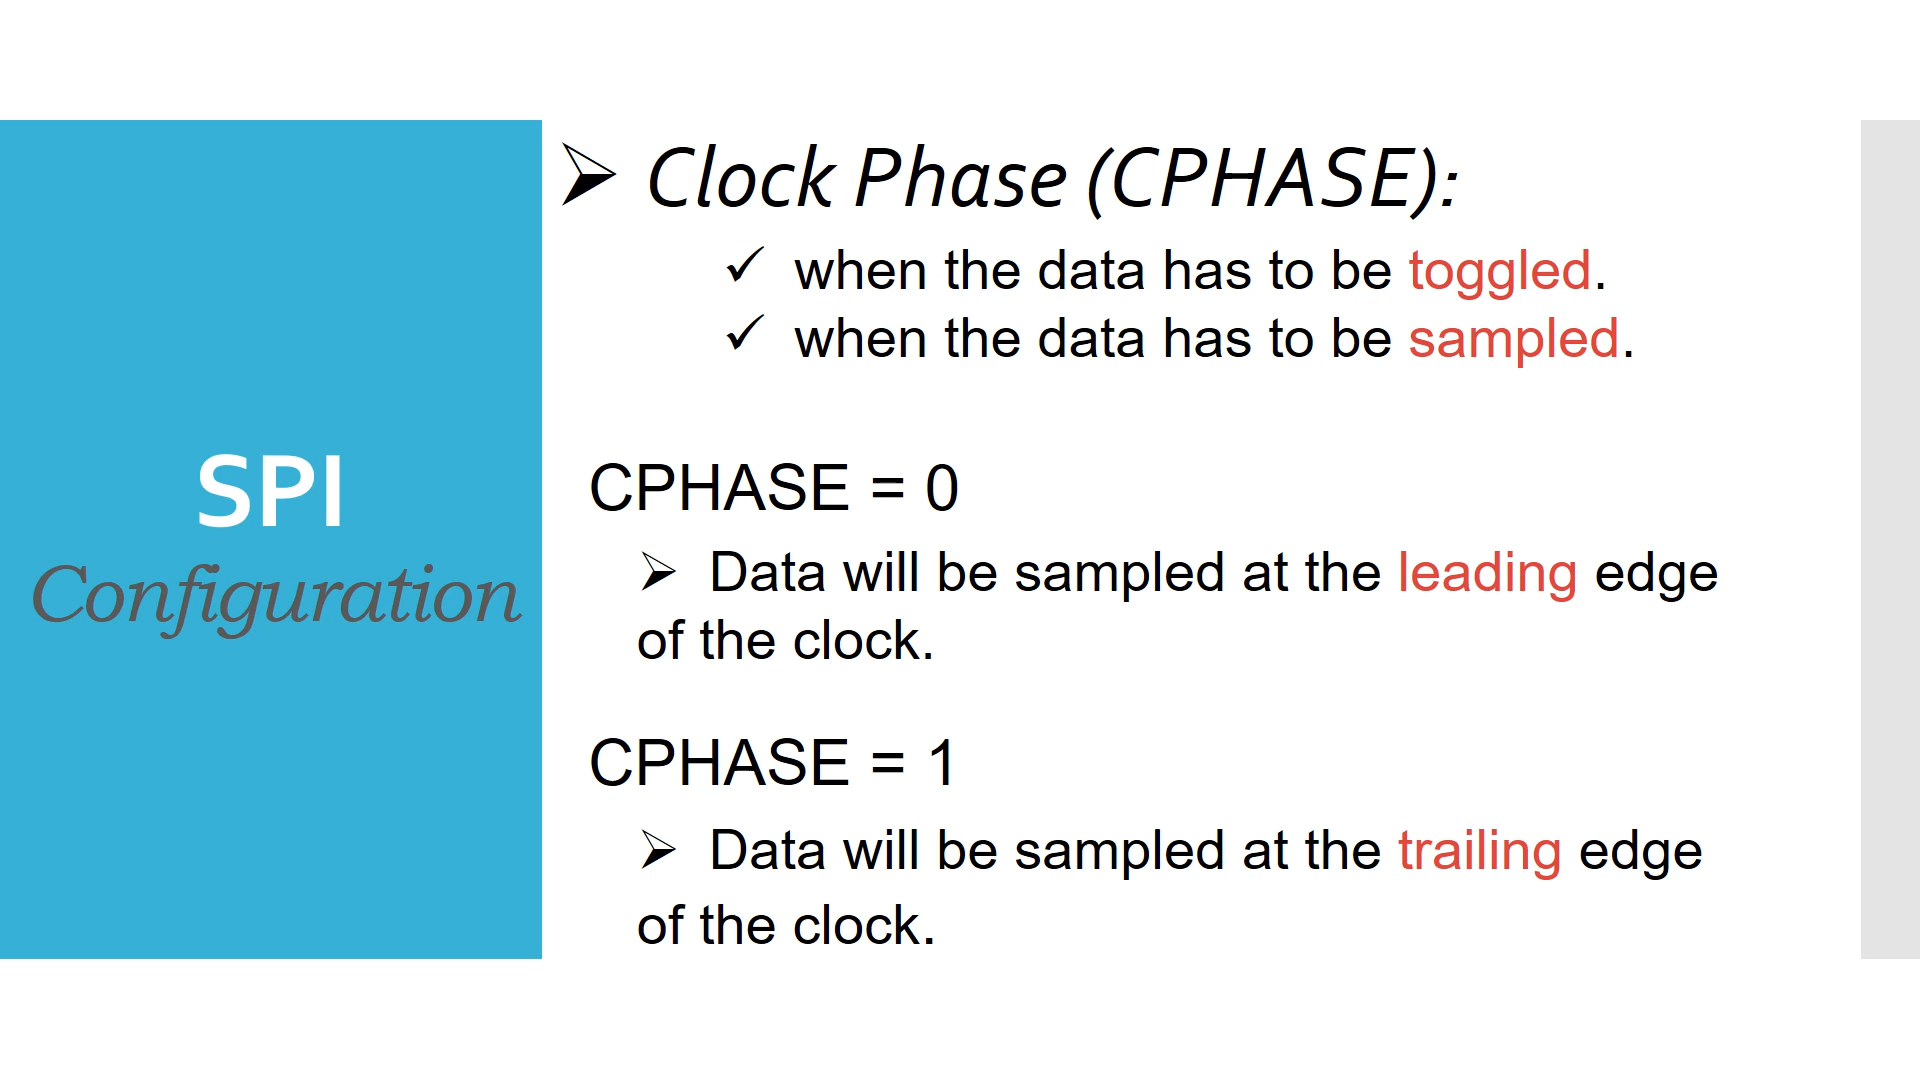 SPI
Configuration
Clock Phase (CPHASE):
when the data has to be toggled.
when the data has to be sampled.
CPHASE = 0
Data will be sampled at the leading edge
of the clock.
CPHASE = 1
Data will be sampled at the trailing edge
of the clock.